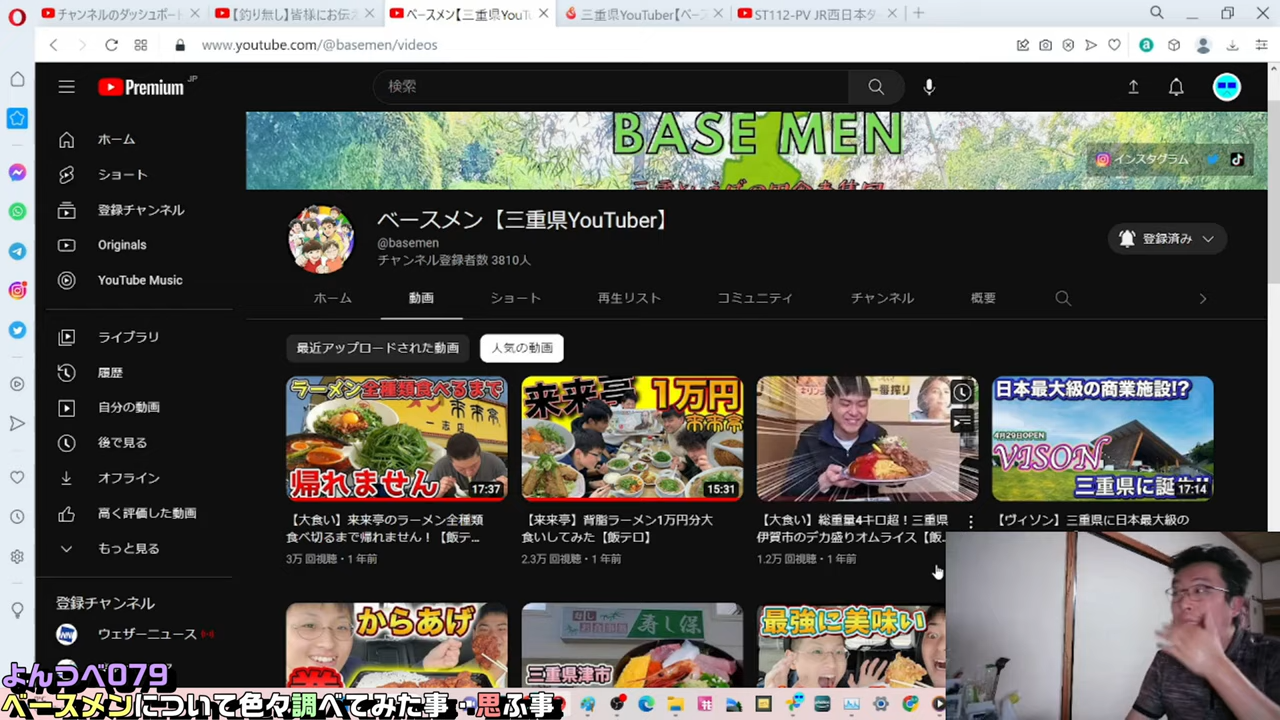 チャンネルのダッシュボート
【釣り無し】皆様にお伝え
ベースメン【三重県YouTu
三重県YouTuber【ベース
ST112-PV JR西日本タ
www.youtube.com/@basemen/videos
Premium JP
検索
ホーム
ショート
登録チャンネル
Originals
YouTube Music
ライブラリ
履歴
自分の動画
後で見る
オフライン
高く評価した動画
もっと見る
登録チャンネル
ウェザーニュース
BASE MEN
インスタグラム
ベースメン【三重県YouTuber】
@basemen
チャンネル登録者数 3810人
登録済み
ホーム
動画
ショート
再生リスト
コミュニティ
チャンネル
概要
最近アップロードされた動画
人気の動画
ラーメン全種類食べるまで
来来亭
一志店
帰れません
17:37
【大食い】来来亭のラーメン全種類
食べ切るまで帰れません！【飯テ...
3万 回視聴・1 年前
来来亭 1万円
15:31
【来来亭】背脂ラーメン1万円分大
食いしてみた【飯テロ】
2.3万 回視聴・1 年前
【大食い】総重量4キロ超！三重県
伊賀市のデカ盛りオムライス【飯...
1.2万 回視聴・1 年前
日本最大級の商業施設!?
4月29日OPEN
VISON
三重県に誕生
17:14
【ヴィソン】三重県に日本最大級の
からあげ
寿し保
三重県津市
最強に美味い
よんつべ079
ベースメンについて色々調べてみた事・思ふ事